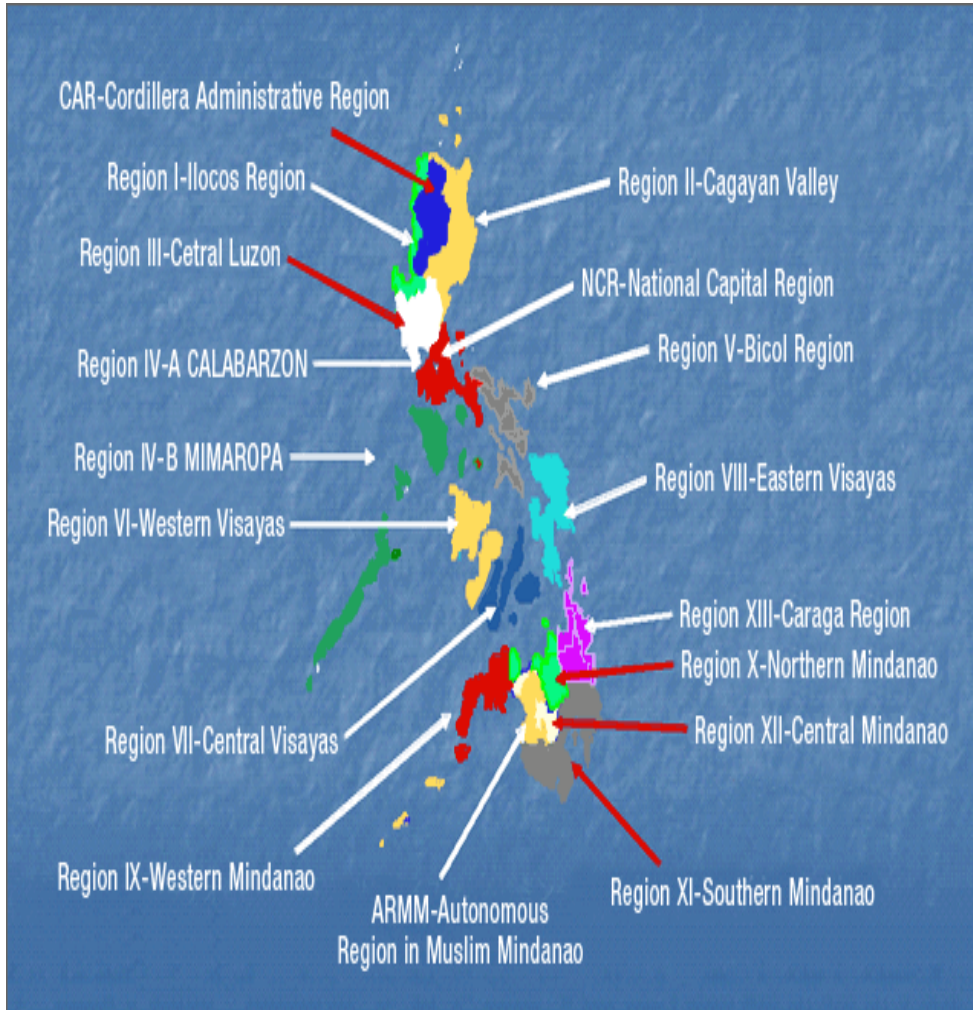 CAR-Cordillera Administrative Region
Region I-Ilocos Region
Region II-Cagayan Valley
Region III-Cetral Luzon
NCR-National Capital Region
Region IV-A CALABARZON
Region V-Bicol Region
Region IV-B MIMAROPA
Region VIII-Eastern Visayas
Region VI-Western Visayas
Region XIII-Caraga Region
Region X-Northern Mindanao
Region VII-Central Visayas
Region XII-Central Mindanao
Region IX-Western Mindanao
Region XI-Southern Mindanao
ARMM-Autonomous
Region in Muslim Mindanao